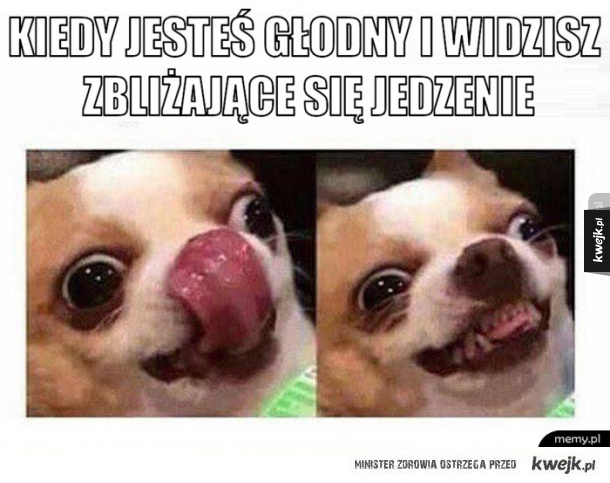 KIEDY JESTEŚ GŁODNY I WIDZISZ
ZBLIŻAJĄCE SIĘ JEDZENIE
kwejk.pl
memy.pl
MINISTER ZDROWIA OSTRZEGA PRZED kwejk.pl